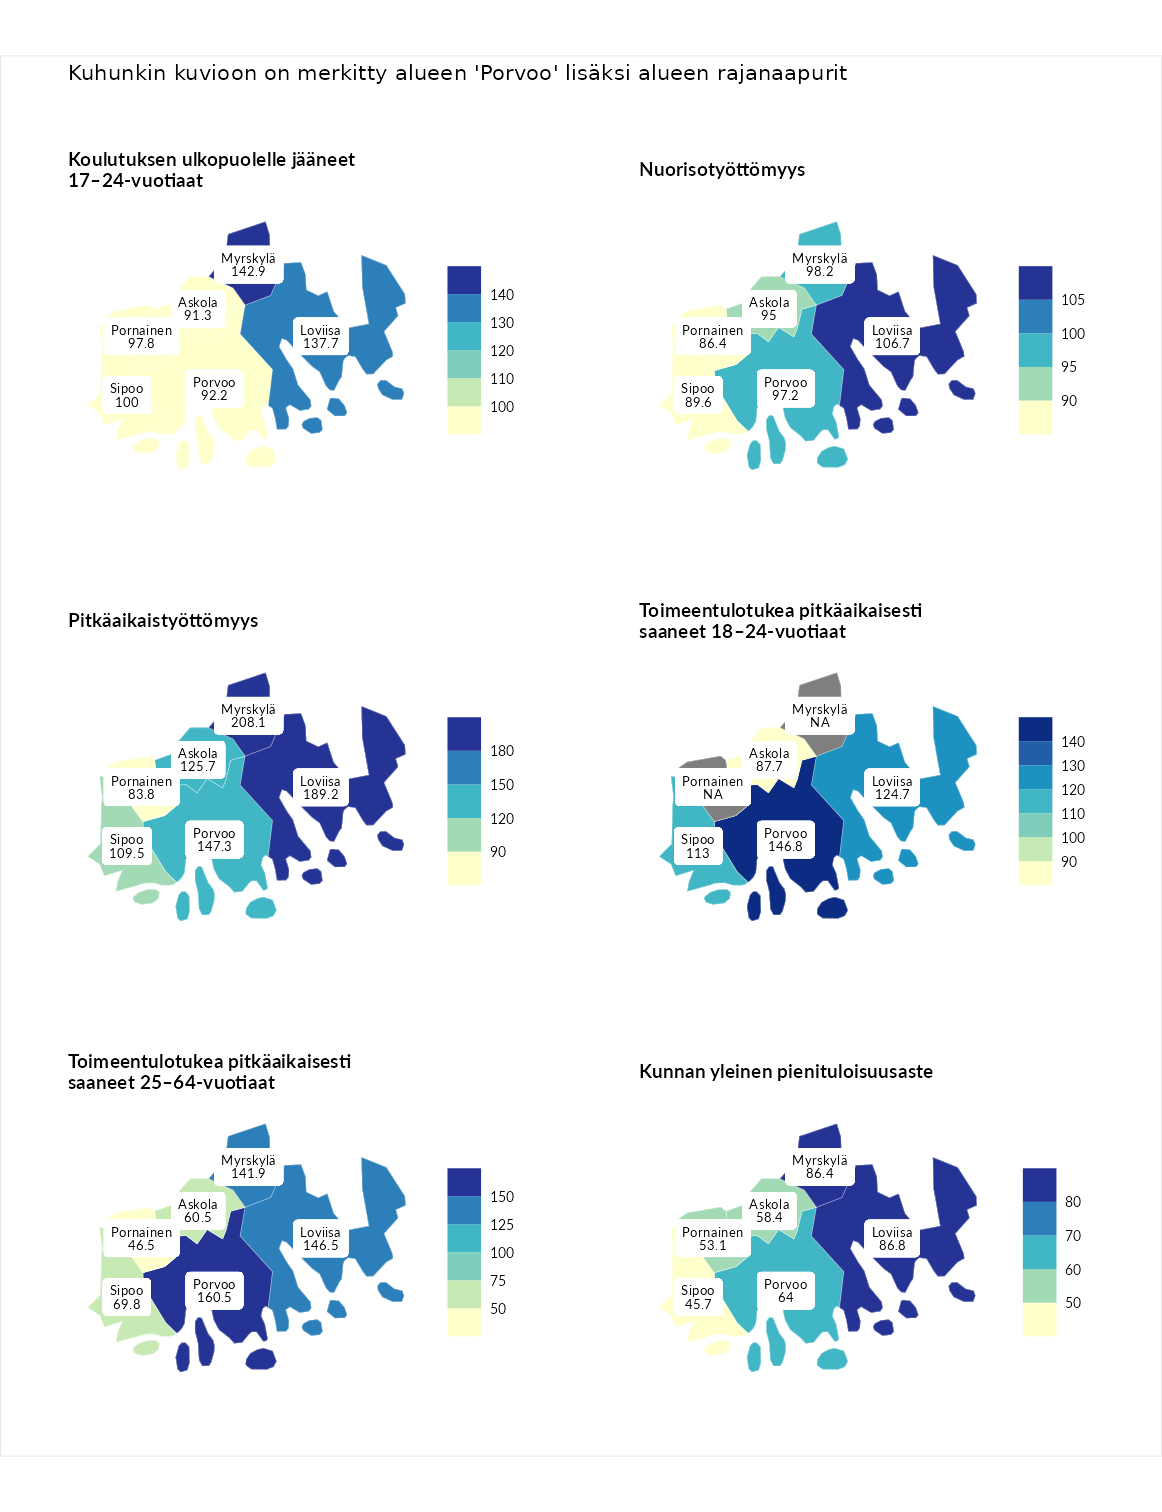 Kuhunkin kuvioon on merkitty alueen 'Porvoo' lisäksi alueen rajanaapurit
Koulutuksen ulkopuolelle jääneet
17–24-vuotiaat
Myrskylä
142.9
Askola
91.3
Pornainen
97.8
Loviisa
137.7
Sipoo
100
Porvoo
92.2
140
130
120
110
100
Nuorisotyöttömyys
Myrskylä
98.2
Askola
95
Pornainen
86.4
Loviisa
106.7
Sipoo
89.6
Porvoo
97.2
105
100
95
90
Pitkäaikaistyöttömyys
Myrskylä
208.1
Askola
125.7
Pornainen
83.8
Loviisa
189.2
Sipoo
109.5
Porvoo
147.3
180
150
120
90
Toimeentulotukea pitkäaikaisesti
saaneet 18–24-vuotiaat
Myrskylä
NA
Askola
87.7
Pornainen
NA
Loviisa
124.7
Sipoo
113
Porvoo
146.8
140
130
120
110
100
90
Toimeentulotukea pitkäaikaisesti
saaneet 25–64-vuotiaat
Myrskylä
141.9
Askola
60.5
Pornainen
46.5
Loviisa
146.5
Sipoo
69.8
Porvoo
160.5
150
125
100
75
50
Kunnan yleinen pienituloisuusaste
Myrskylä
86.4
Askola
58.4
Pornainen
53.1
Loviisa
86.8
Sipoo
45.7
Porvoo
64
80
70
60
50